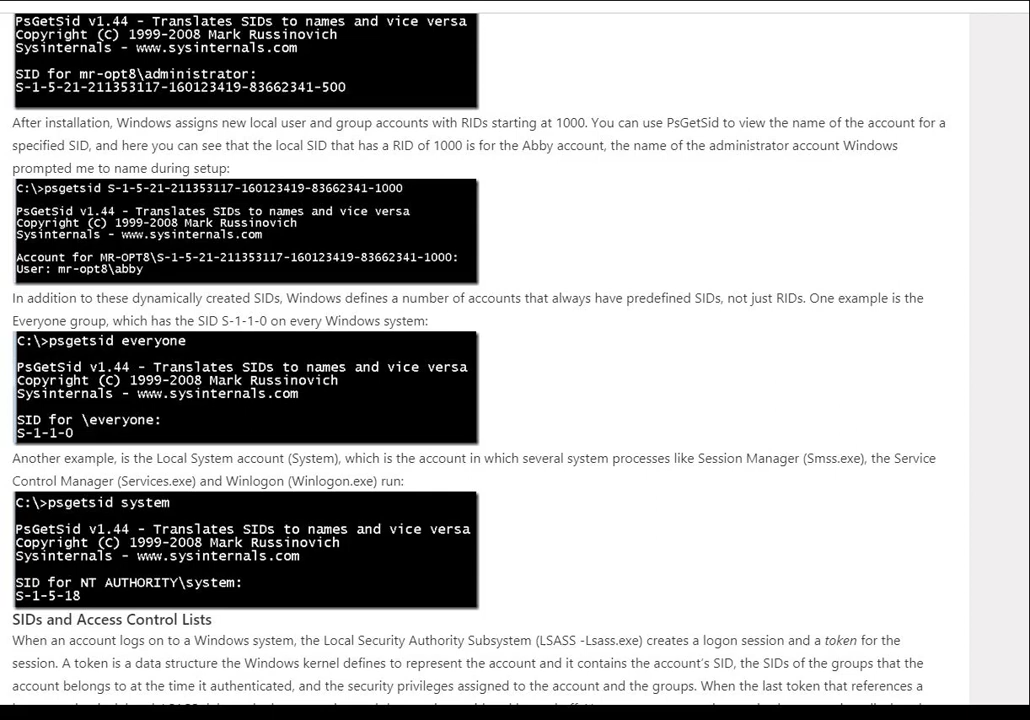 PsGetSid v1.44 - Translates SIDs to names and vice versa
Copyright (C) 1999-2008 Mark Russinovich
Sysinternals - www.sysinternals.com
SID for mr-opt8\administrator:
S-1-5-21-211353117-160123419-83662341-500
After installation, Windows assigns new local user and group accounts with RIDs starting at 1000. You can use PsGetSid to view the name of the account for a
specified SID, and here you can see that the local SID that has a RID of 1000 is for the Abby account, the name of the administrator account Windows
prompted me to name during setup:
C:\>psgetsid S-1-5-21-211353117-160123419-83662341-1000
PsGetSid v1.44 - Translates SIDs to names and vice versa
Copyright (C) 1999-2008 Mark Russinovich
Sysinternals - www.sysinternals.com
Account for MR-OPT8\S-1-5-21-211353117-160123419-83662341-1000:
User: mr-opt8\abby
In addition to these dynamically created SIDs, Windows defines a number of accounts that always have predefined SIDs, not just RIDs. One example is the
Everyone group, which has the SID S-1-1-0 on every Windows system:
C:\>psgetsid everyone
PsGetSid v1.44 - Translates SIDs to names and vice versa
Copyright (C) 1999-2008 Mark Russinovich
Sysinternals - www.sysinternals.com
SID for \everyone:
S-1-1-0
Another example, is the Local System account (System), which is the account in which several system processes like Session Manager (Smss.exe), the Service
Control Manager (Services.exe) and Winlogon (Winlogon.exe) run:
C:\>psgetsid system
PsGetSid v1.44 - Translates SIDs to names and vice versa
Copyright (C) 1999-2008 Mark Russinovich
Sysinternals - www.sysinternals.com
SID for NT AUTHORITY\system:
S-1-5-18
SIDs and Access Control Lists
When an account logs on to a Windows system, the Local Security Authority Subsystem (LSASS -Lsass.exe) creates a logon session and a token for the
session. A token is a data structure the Windows kernel defines to represent the account and it contains the account's SID, the SIDs of the groups that the
account belongs to at the time it authenticated, and the security privileges assigned to the account and the groups. When the last token that references a